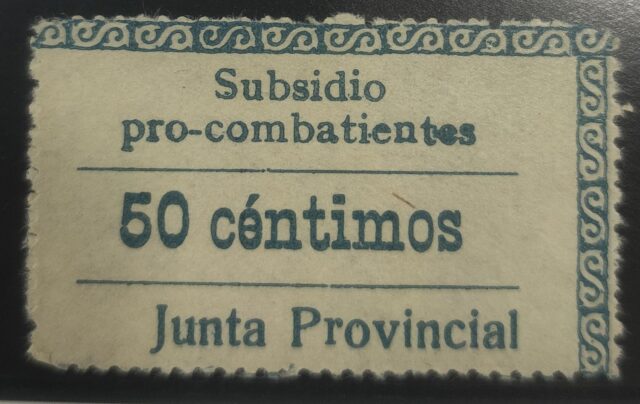 Subsidio
pro-combatientes
50 céntimos
Junta Provincial